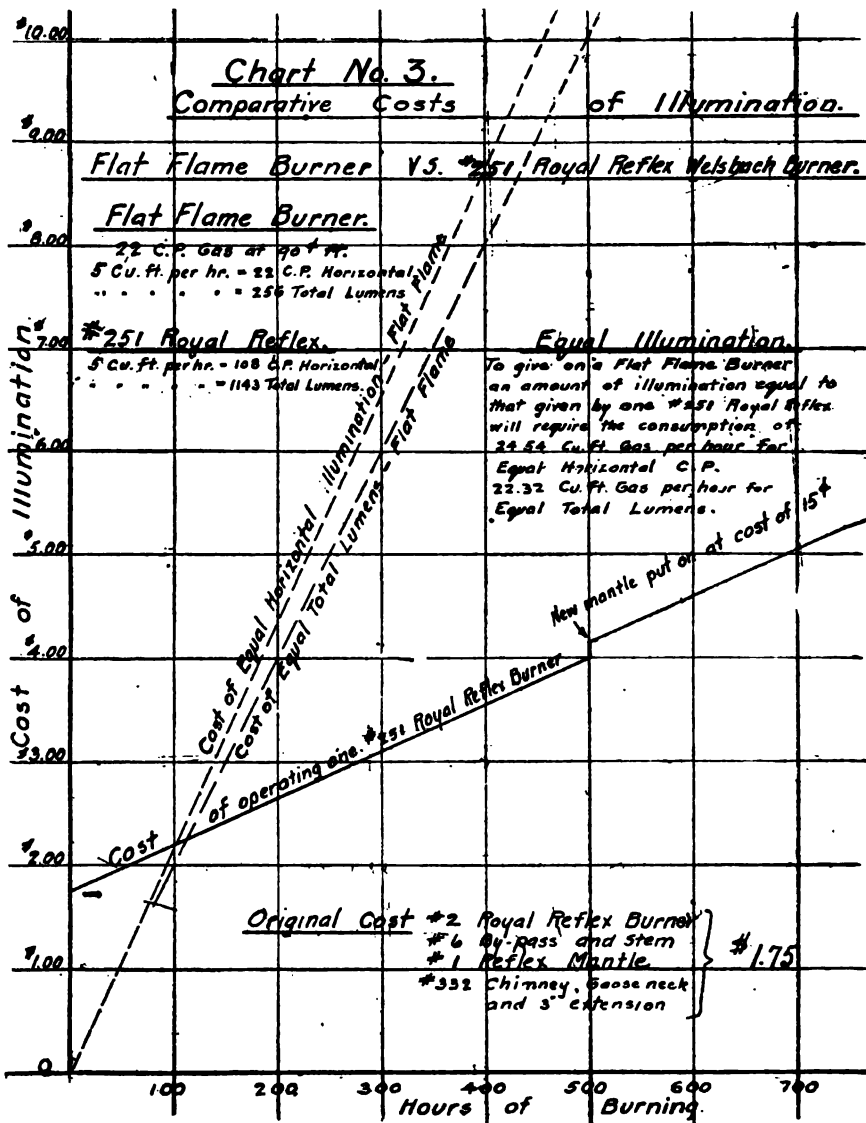 Chart No. 3.
Comparative Costs of Illumination.
Flat Flame Burner VS. #251 Royal Reflex Welsbach Burner.
Flat Flame Burner.
22 C.P. Gas at 90¢
5 Cu.ft. per hr. = 22 C.P. Horizontal
" " " " " = 256 Total Lumens
#251 Royal Reflex.
5 Cu.ft. per hr. - 108 C.P. Horizontal
" " " " = 1143 Total Lumens.
Equal Illumination.
To give on a Flat Flame Burner
an amount of illumination equal to
that given by one #251 Royal Reflex
will require the consumption of
24.54 Cu.ft. Gas per hour for
Equal Horizontal C.P.
22.32 Cu.ft. Gas per hour for
Equal Total Lumens.
Cost of Equal Horizontal Illumination - Flat Flame
Cost of Equal Total Lumens - Flat Flame
New mantle put on at cost of 15¢
Cost of operating one #251 Royal Reflex Burner
Original Cost #2 Royal Reflex Burner
#6 By-pass and Stem
#1 Reflex Mantle
#332 Chimney, Gooseneck
and 3" extension
$1.75
Cost of Illumination.
$10.00
$9.00
$8.00
$7.00
$6.00
$5.00
$4.00
$3.00
$2.00
$1.00
0
100 200 300 400 500 600 700
Hours of Burning.